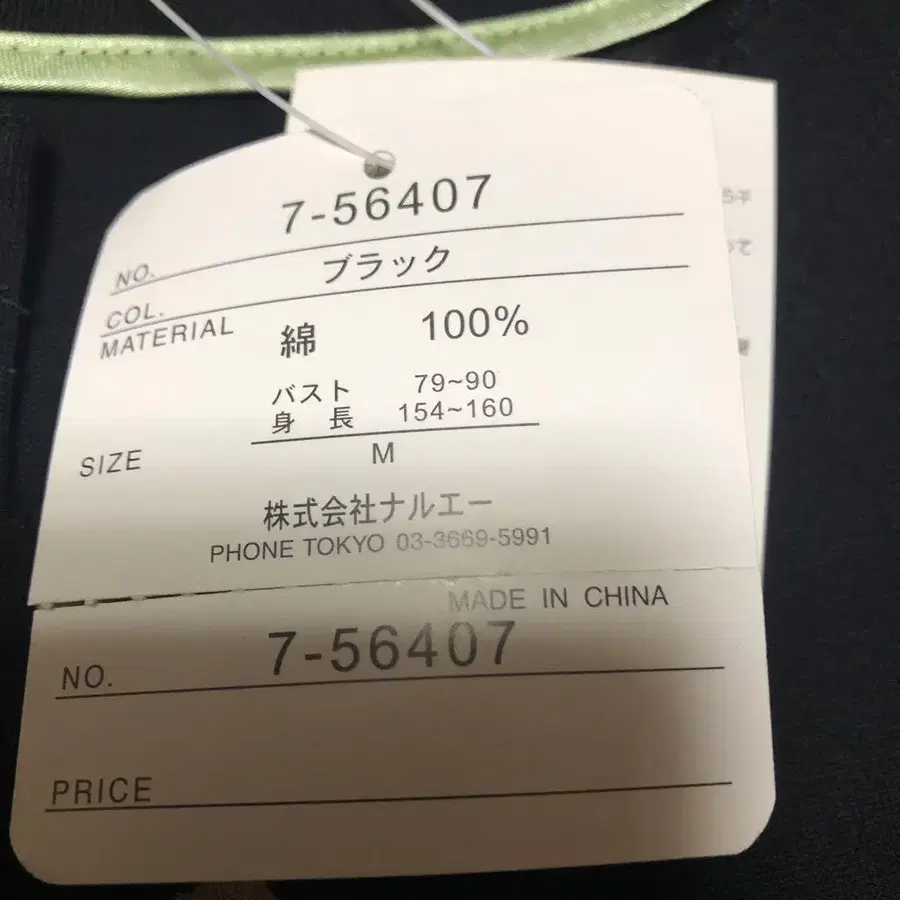 7-56407
NO.
ブラック
COL.
MATERIAL 綿 100%
バスト 79~90
身 長 154~160
SIZE M
株式会社ナルエー
PHONE TOKYO 03-3669-5991
MADE IN CHINA
NO. 7-56407
PRICE